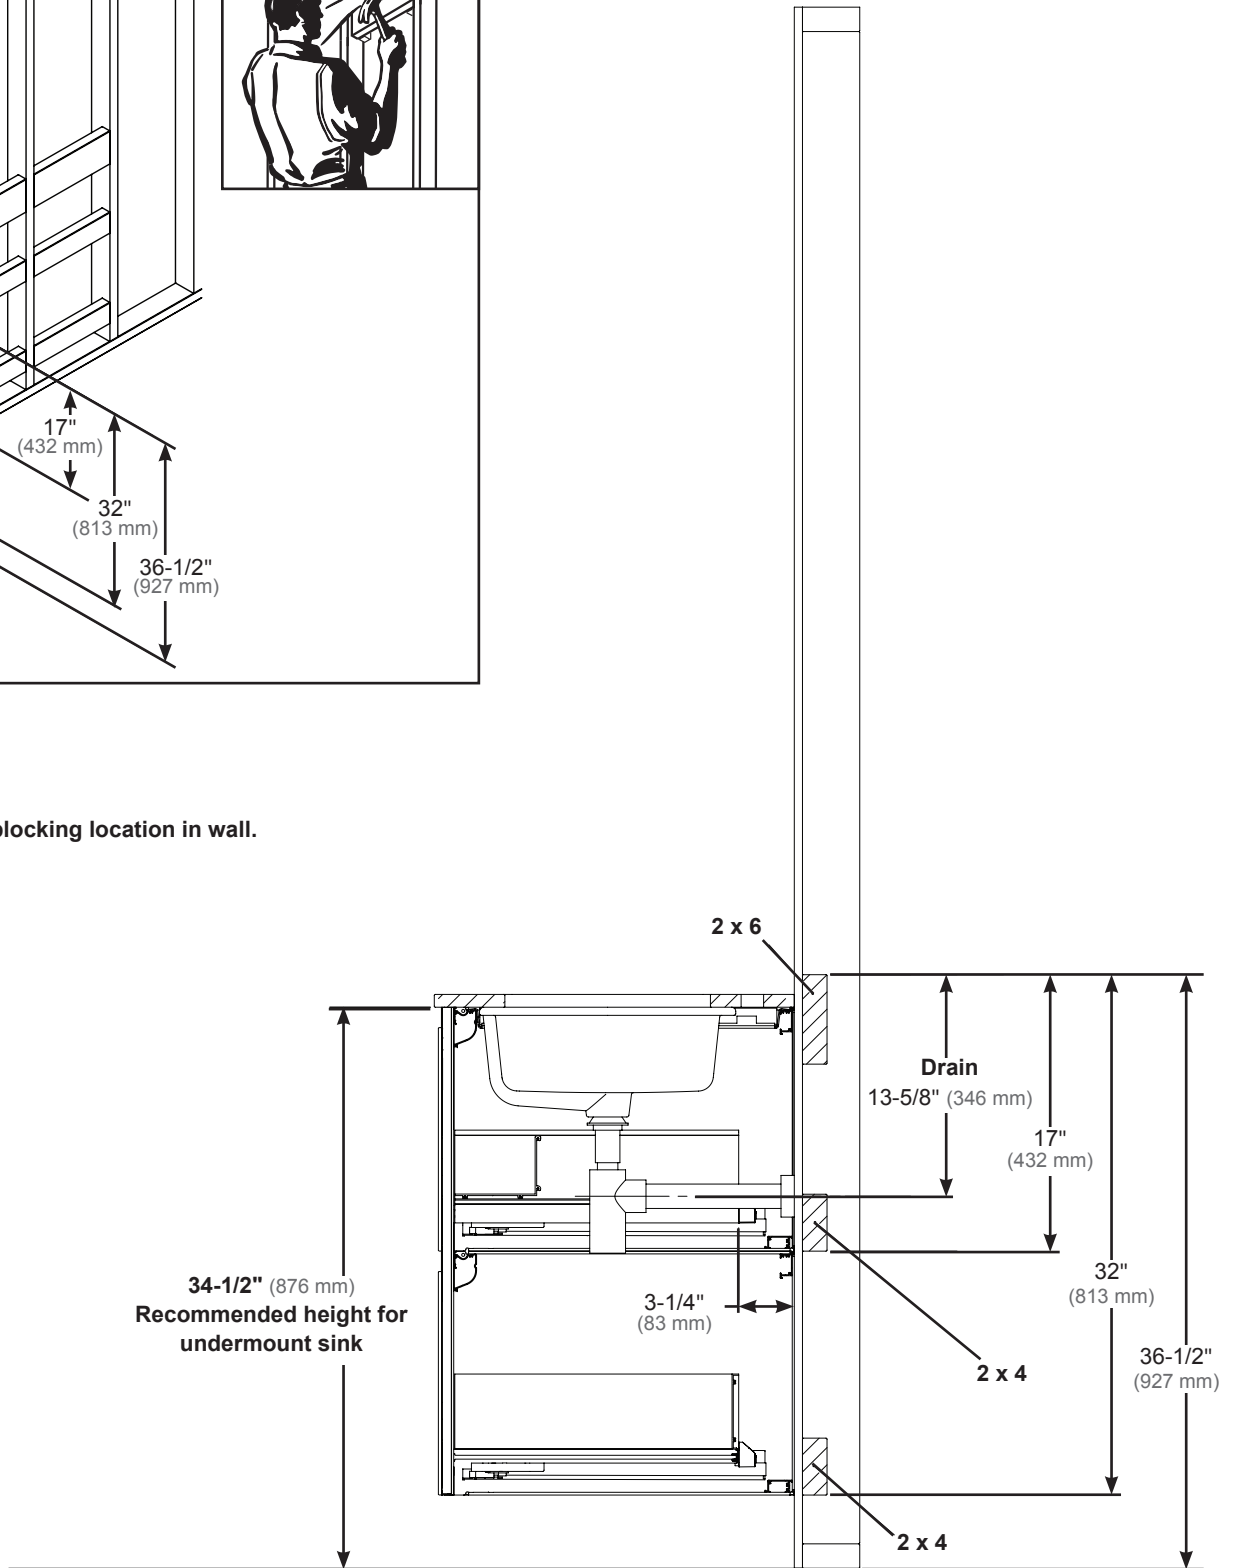 17"
(432 mm)
32"
(813 mm)
36-1/2"
(927 mm)
blocking location in wall.
2 x 6
Drain
13-5/8" (346 mm)
17"
(432 mm)
34-1/2" (876 mm)
Recommended height for
undermount sink
3-1/4"
(83 mm)
32"
(813 mm)
36-1/2"
(927 mm)
2 x 4
2 x 4